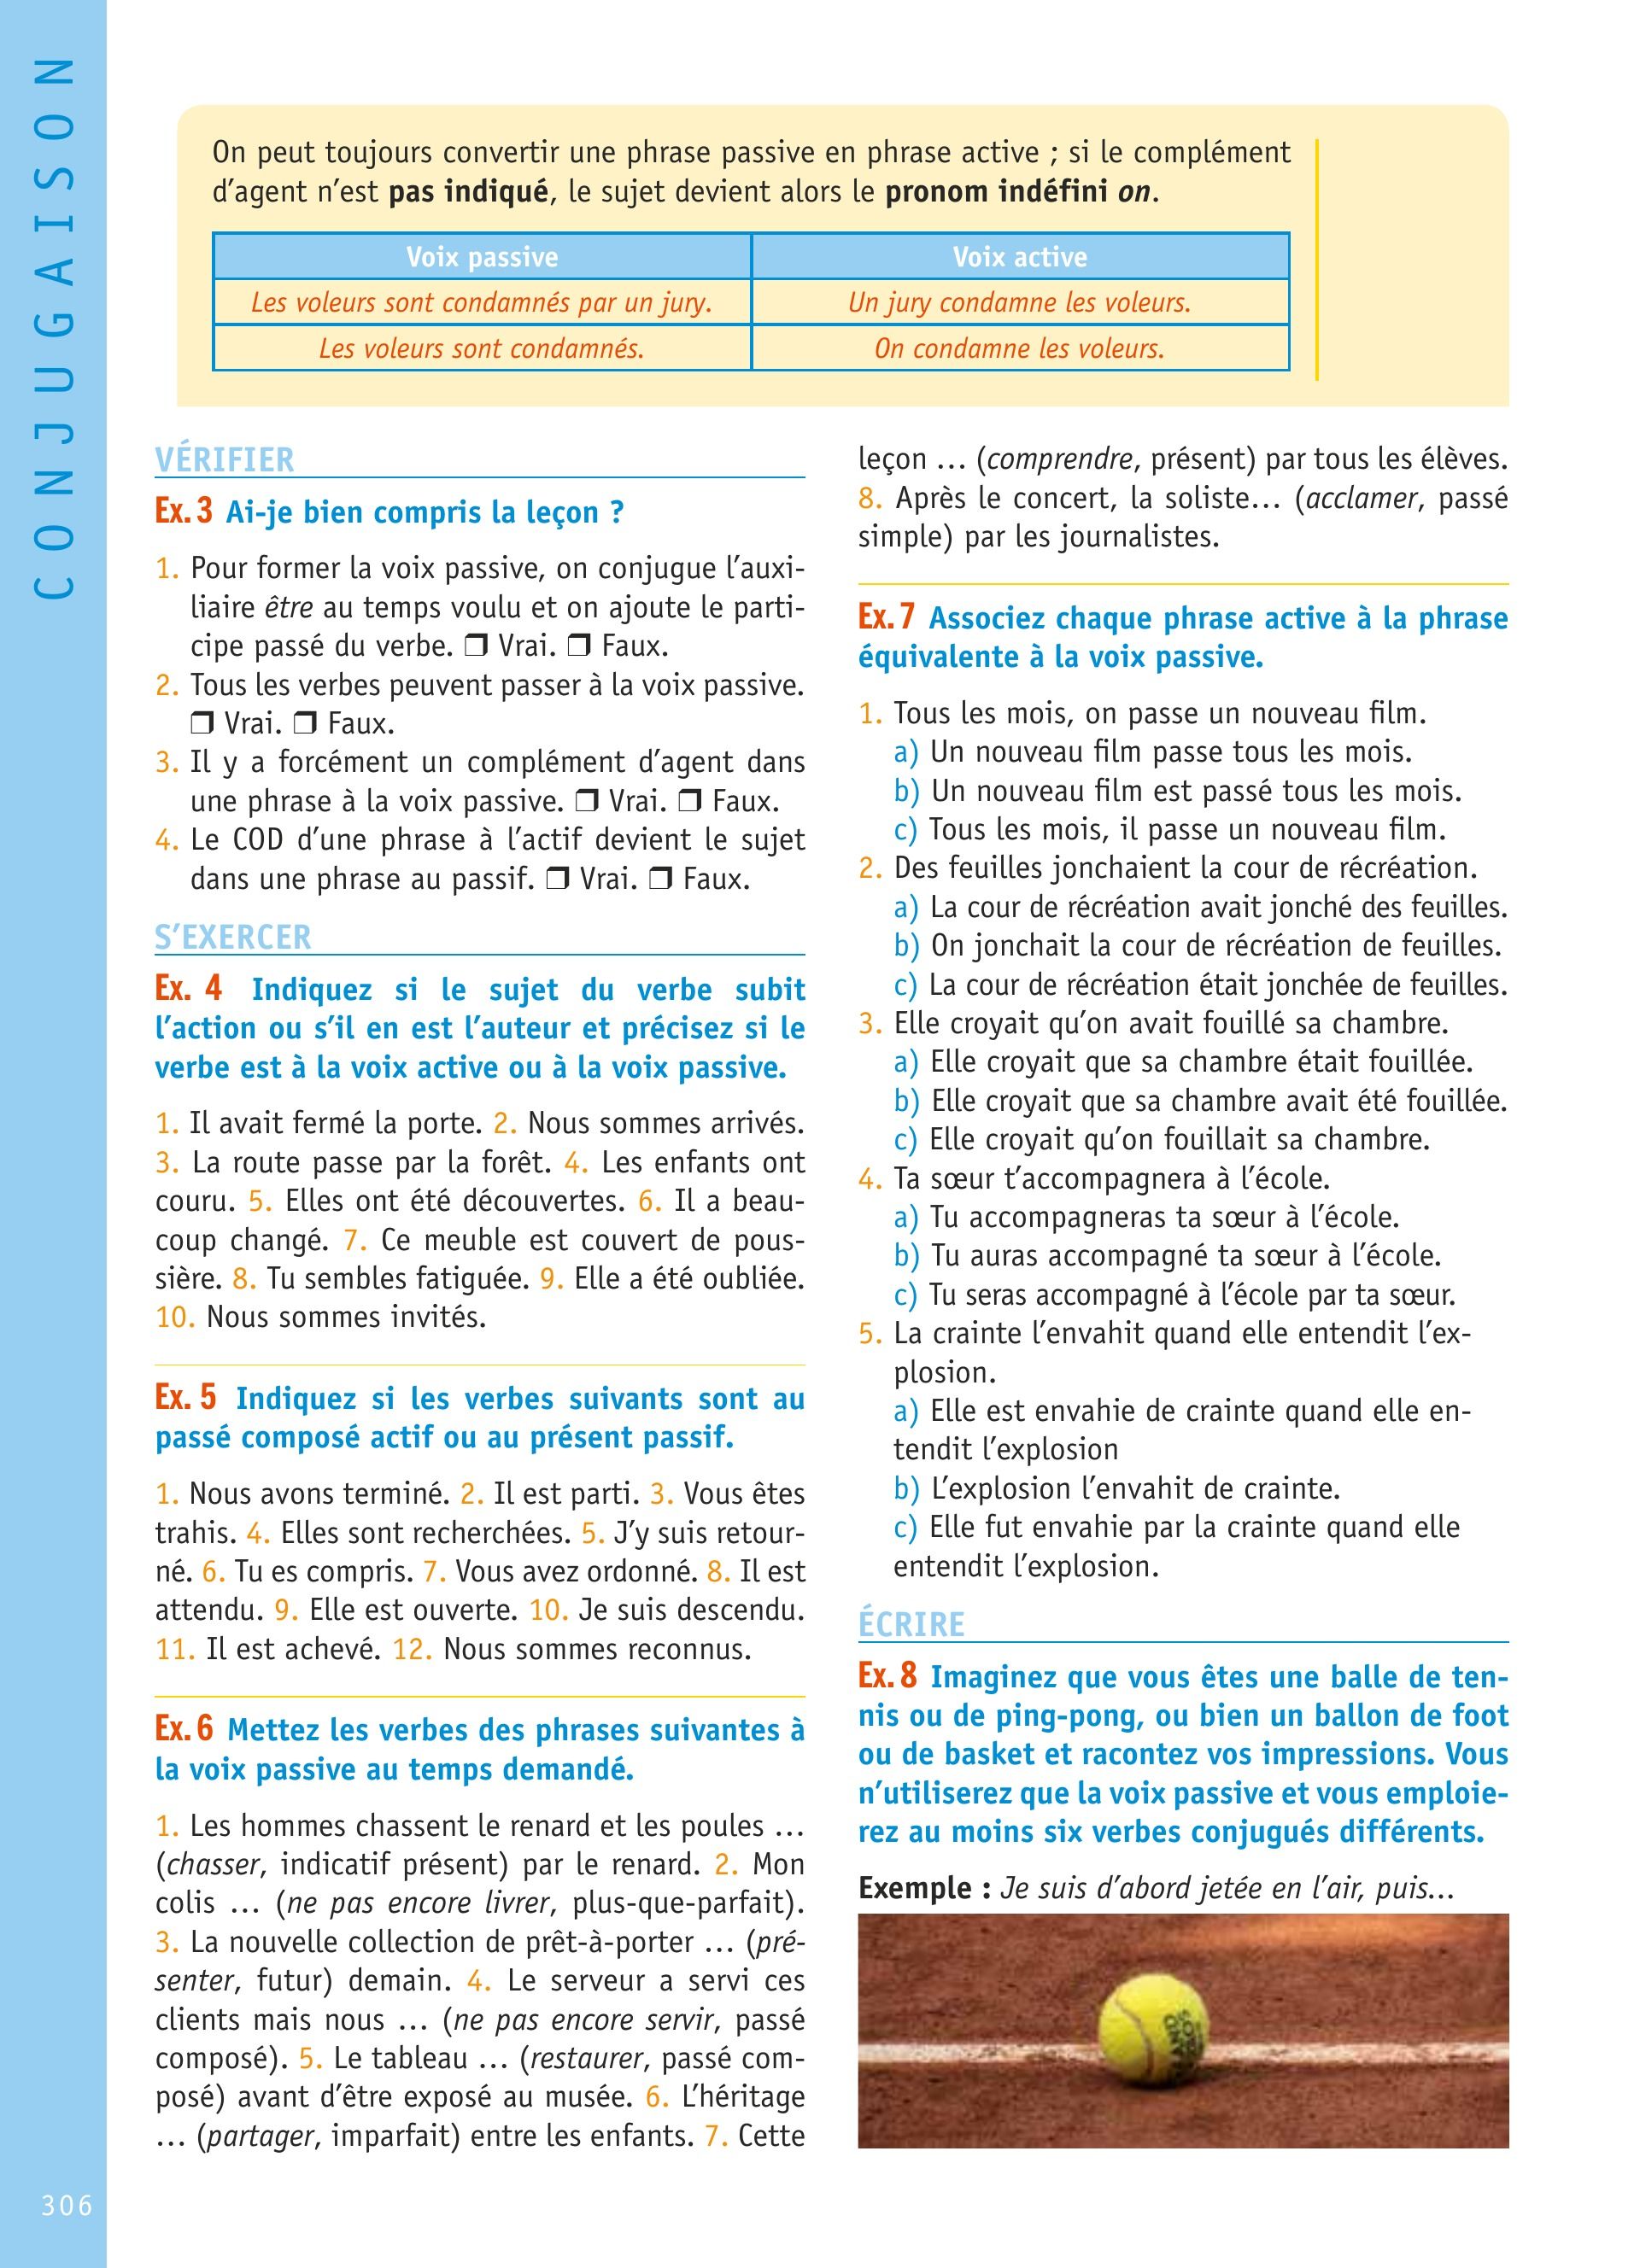 CONJUGAISON
On peut toujours convertir une phrase passive en phrase active ; si le complément
d’agent n’est pas indiqué, le sujet devient alors le pronom indéfini on.
Voix passive
Voix active
Les voleurs sont condamnés par un jury.
Un jury condamne les voleurs.
Les voleurs sont condamnés.
On condamne les voleurs.
VÉRIFIER
Ex. 3 Ai-je bien compris la leçon ?
1. Pour former la voix passive, on conjugue l’auxi-
liaire être au temps voulu et on ajoute le parti-
cipe passé du verbe. ❒ Vrai. ❒ Faux.
2. Tous les verbes peuvent passer à la voix passive.
❒ Vrai. ❒ Faux.
3. Il y a forcément un complément d’agent dans
une phrase à la voix passive. ❒ Vrai. ❒ Faux.
4. Le COD d’une phrase à l’actif devient le sujet
dans une phrase au passif. ❒ Vrai. ❒ Faux.
S’EXERCER
Ex. 4 Indiquez si le sujet du verbe subit
l’action ou s’il en est l’auteur et précisez si le
verbe est à la voix active ou à la voix passive.
1. Il avait fermé la porte. 2. Nous sommes arrivés.
3. La route passe par la forêt. 4. Les enfants ont
couru. 5. Elles ont été découvertes. 6. Il a beau-
coup changé. 7. Ce meuble est couvert de pous-
sière. 8. Tu sembles fatiguée. 9. Elle a été oubliée.
10. Nous sommes invités.
Ex. 5 Indiquez si les verbes suivants sont au
passé composé actif ou au présent passif.
1. Nous avons terminé. 2. Il est parti. 3. Vous êtes
trahis. 4. Elles sont recherchées. 5. J’y suis retour-
né. 6. Tu es compris. 7. Vous avez ordonné. 8. Il est
attendu. 9. Elle est ouverte. 10. Je suis descendu.
11. Il est achevé. 12. Nous sommes reconnus.
Ex. 6 Mettez les verbes des phrases suivantes à
la voix passive au temps demandé.
1. Les hommes chassent le renard et les poules …
(chasser, indicatif présent) par le renard. 2. Mon
colis … (ne pas encore livrer, plus-que-parfait).
3. La nouvelle collection de prêt-à-porter … (pré-
senter, futur) demain. 4. Le serveur a servi ces
clients mais nous … (ne pas encore servir, passé
composé). 5. Le tableau … (restaurer, passé com-
posé) avant d’être exposé au musée. 6. L’héritage
… (partager, imparfait) entre les enfants. 7. Cette
leçon … (comprendre, présent) par tous les élèves.
8. Après le concert, la soliste… (acclamer, passé
simple) par les journalistes.
Ex. 7 Associez chaque phrase active à la phrase
équivalente à la voix passive.
1. Tous les mois, on passe un nouveau film.
a) Un nouveau film passe tous les mois.
b) Un nouveau film est passé tous les mois.
c) Tous les mois, il passe un nouveau film.
2. Des feuilles jonchaient la cour de récréation.
a) La cour de récréation avait jonché des feuilles.
b) On jonchait la cour de récréation de feuilles.
c) La cour de récréation était jonchée de feuilles.
3. Elle croyait qu’on avait fouillé sa chambre.
a) Elle croyait que sa chambre était fouillée.
b) Elle croyait que sa chambre avait été fouillée.
c) Elle croyait qu’on fouillait sa chambre.
4. Ta sœur t’accompagnera à l’école.
a) Tu accompagneras ta sœur à l’école.
b) Tu auras accompagné ta sœur à l’école.
c) Tu seras accompagné à l’école par ta sœur.
5. La crainte l’envahit quand elle entendit l’ex-
plosion.
a) Elle est envahie de crainte quand elle en-
tendit l’explosion
b) L’explosion l’envahit de crainte.
c) Elle fut envahie par la crainte quand elle
entendit l’explosion.
ÉCRIRE
Ex. 8 Imaginez que vous êtes une balle de ten-
nis ou de ping-pong, ou bien un ballon de foot
ou de basket et racontez vos impressions. Vous
n’utiliserez que la voix passive et vous emploie-
rez au moins six verbes conjugués différents.
Exemple : Je suis d’abord jetée en l’air, puis…
306